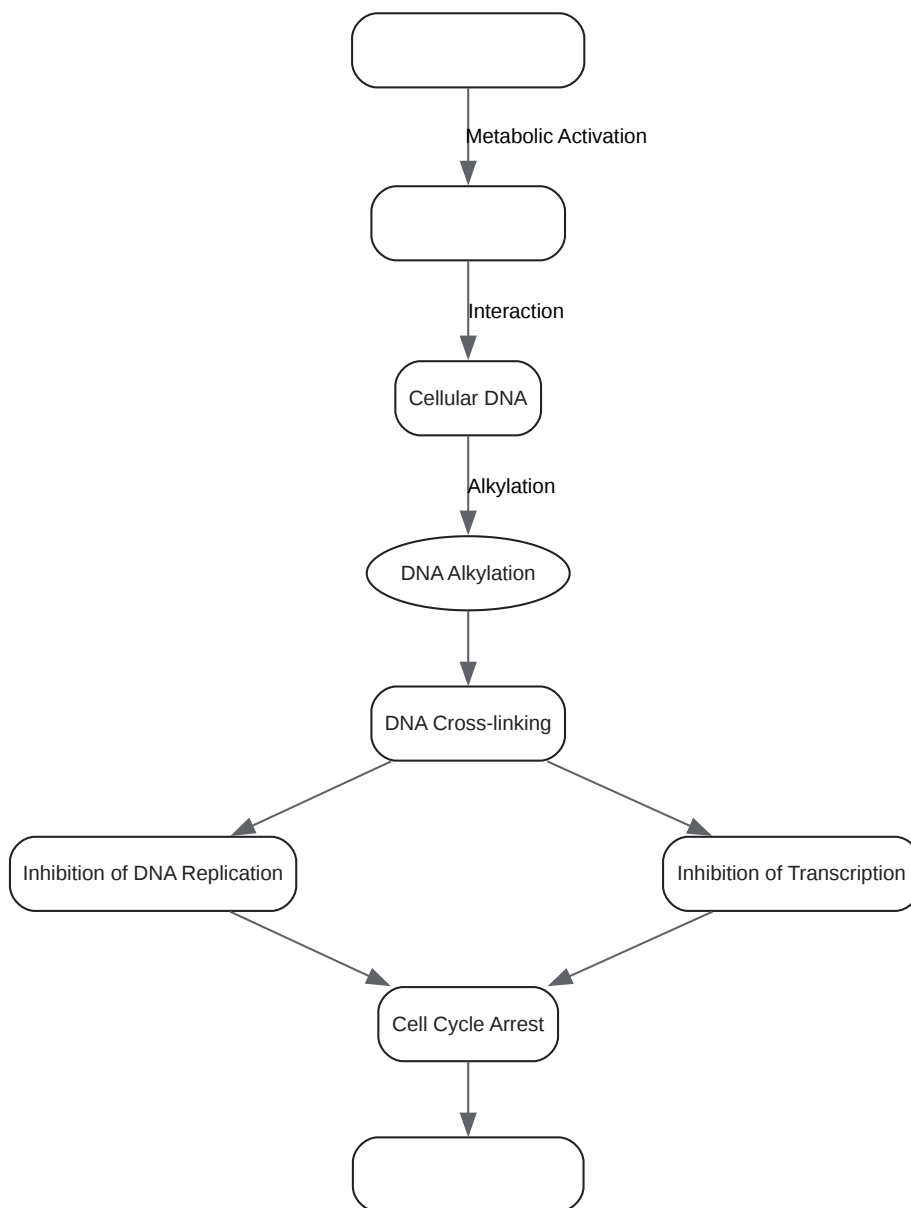 Metabolic Activation
Interaction
Cellular DNA
Alkylation
DNA Alkylation
DNA Cross-linking
Inhibition of DNA Replication
Inhibition of Transcription
Cell Cycle Arrest